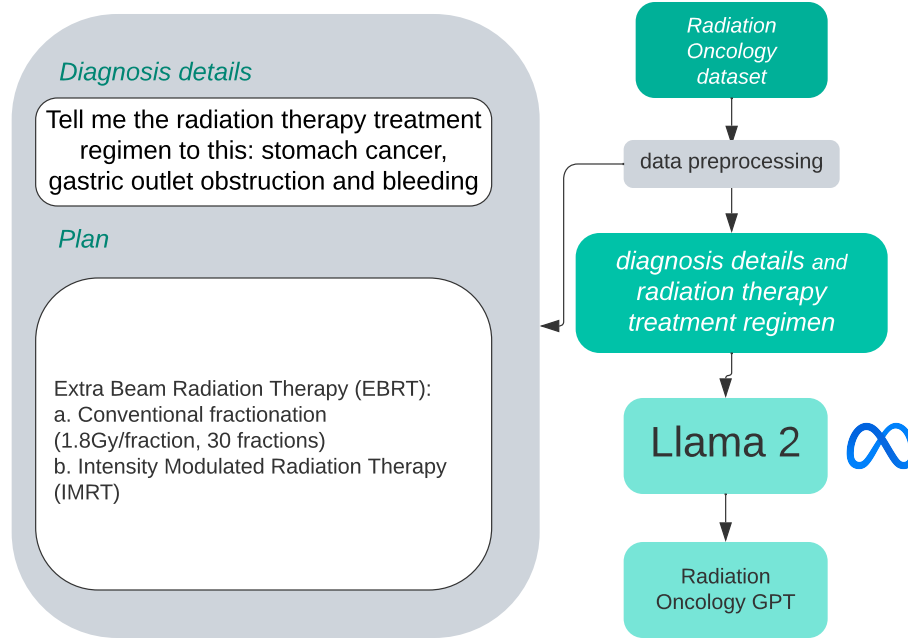 Diagnosis details
Tell me the radiation therapy treatment
regimen to this: stomach cancer,
gastric outlet obstruction and bleeding
Plan
Extra Beam Radiation Therapy (EBRT):
a. Conventional fractionation
(1.8Gy/fraction, 30 fractions)
b. Intensity Modulated Radiation Therapy
(IMRT)
Radiation
Oncology
dataset
data preprocessing
diagnosis details and
radiation therapy
treatment regimen
Llama 2
Radiation
Oncology GPT